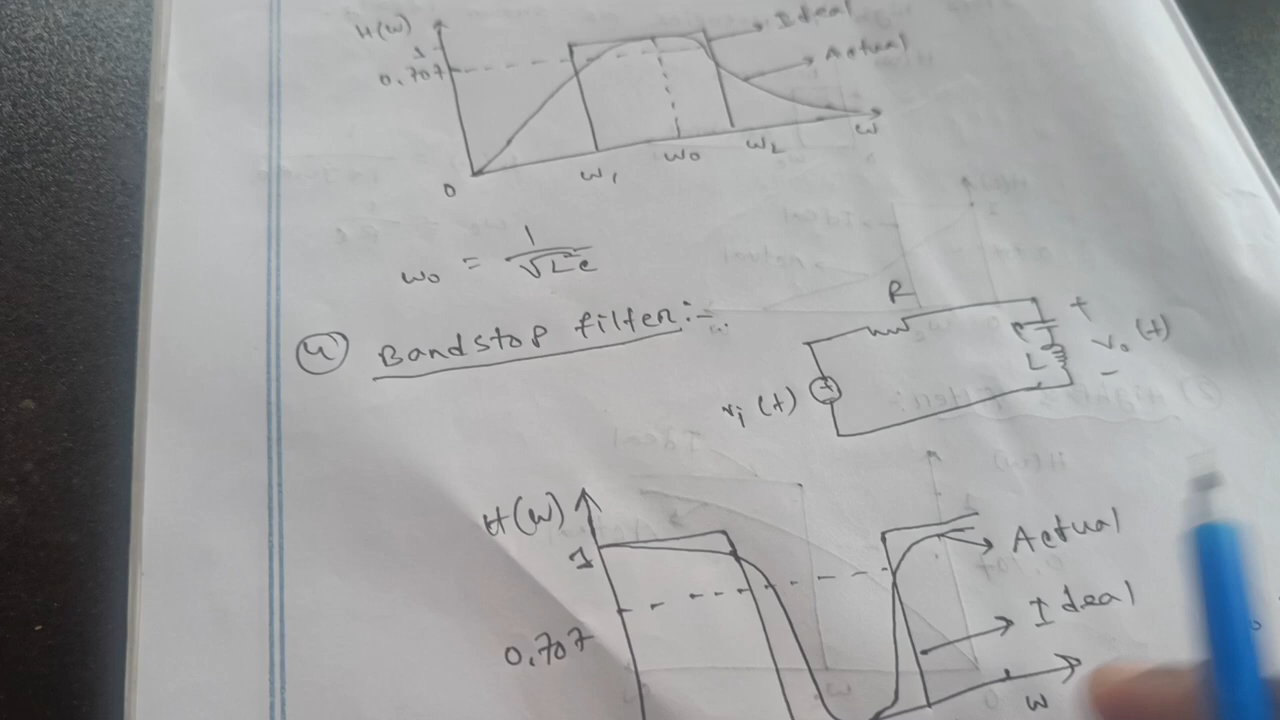 H(ω)
1
0.707
0
ω₁
ω₀
ω₂
ω
Ideal
Actual
ω₀ = 1/√LC
④ Bandstop filter:-
R
C
L
+
-
vᵢ(t)
v₀(t)
H(ω)
1
0.707
Actual
Ideal
ω